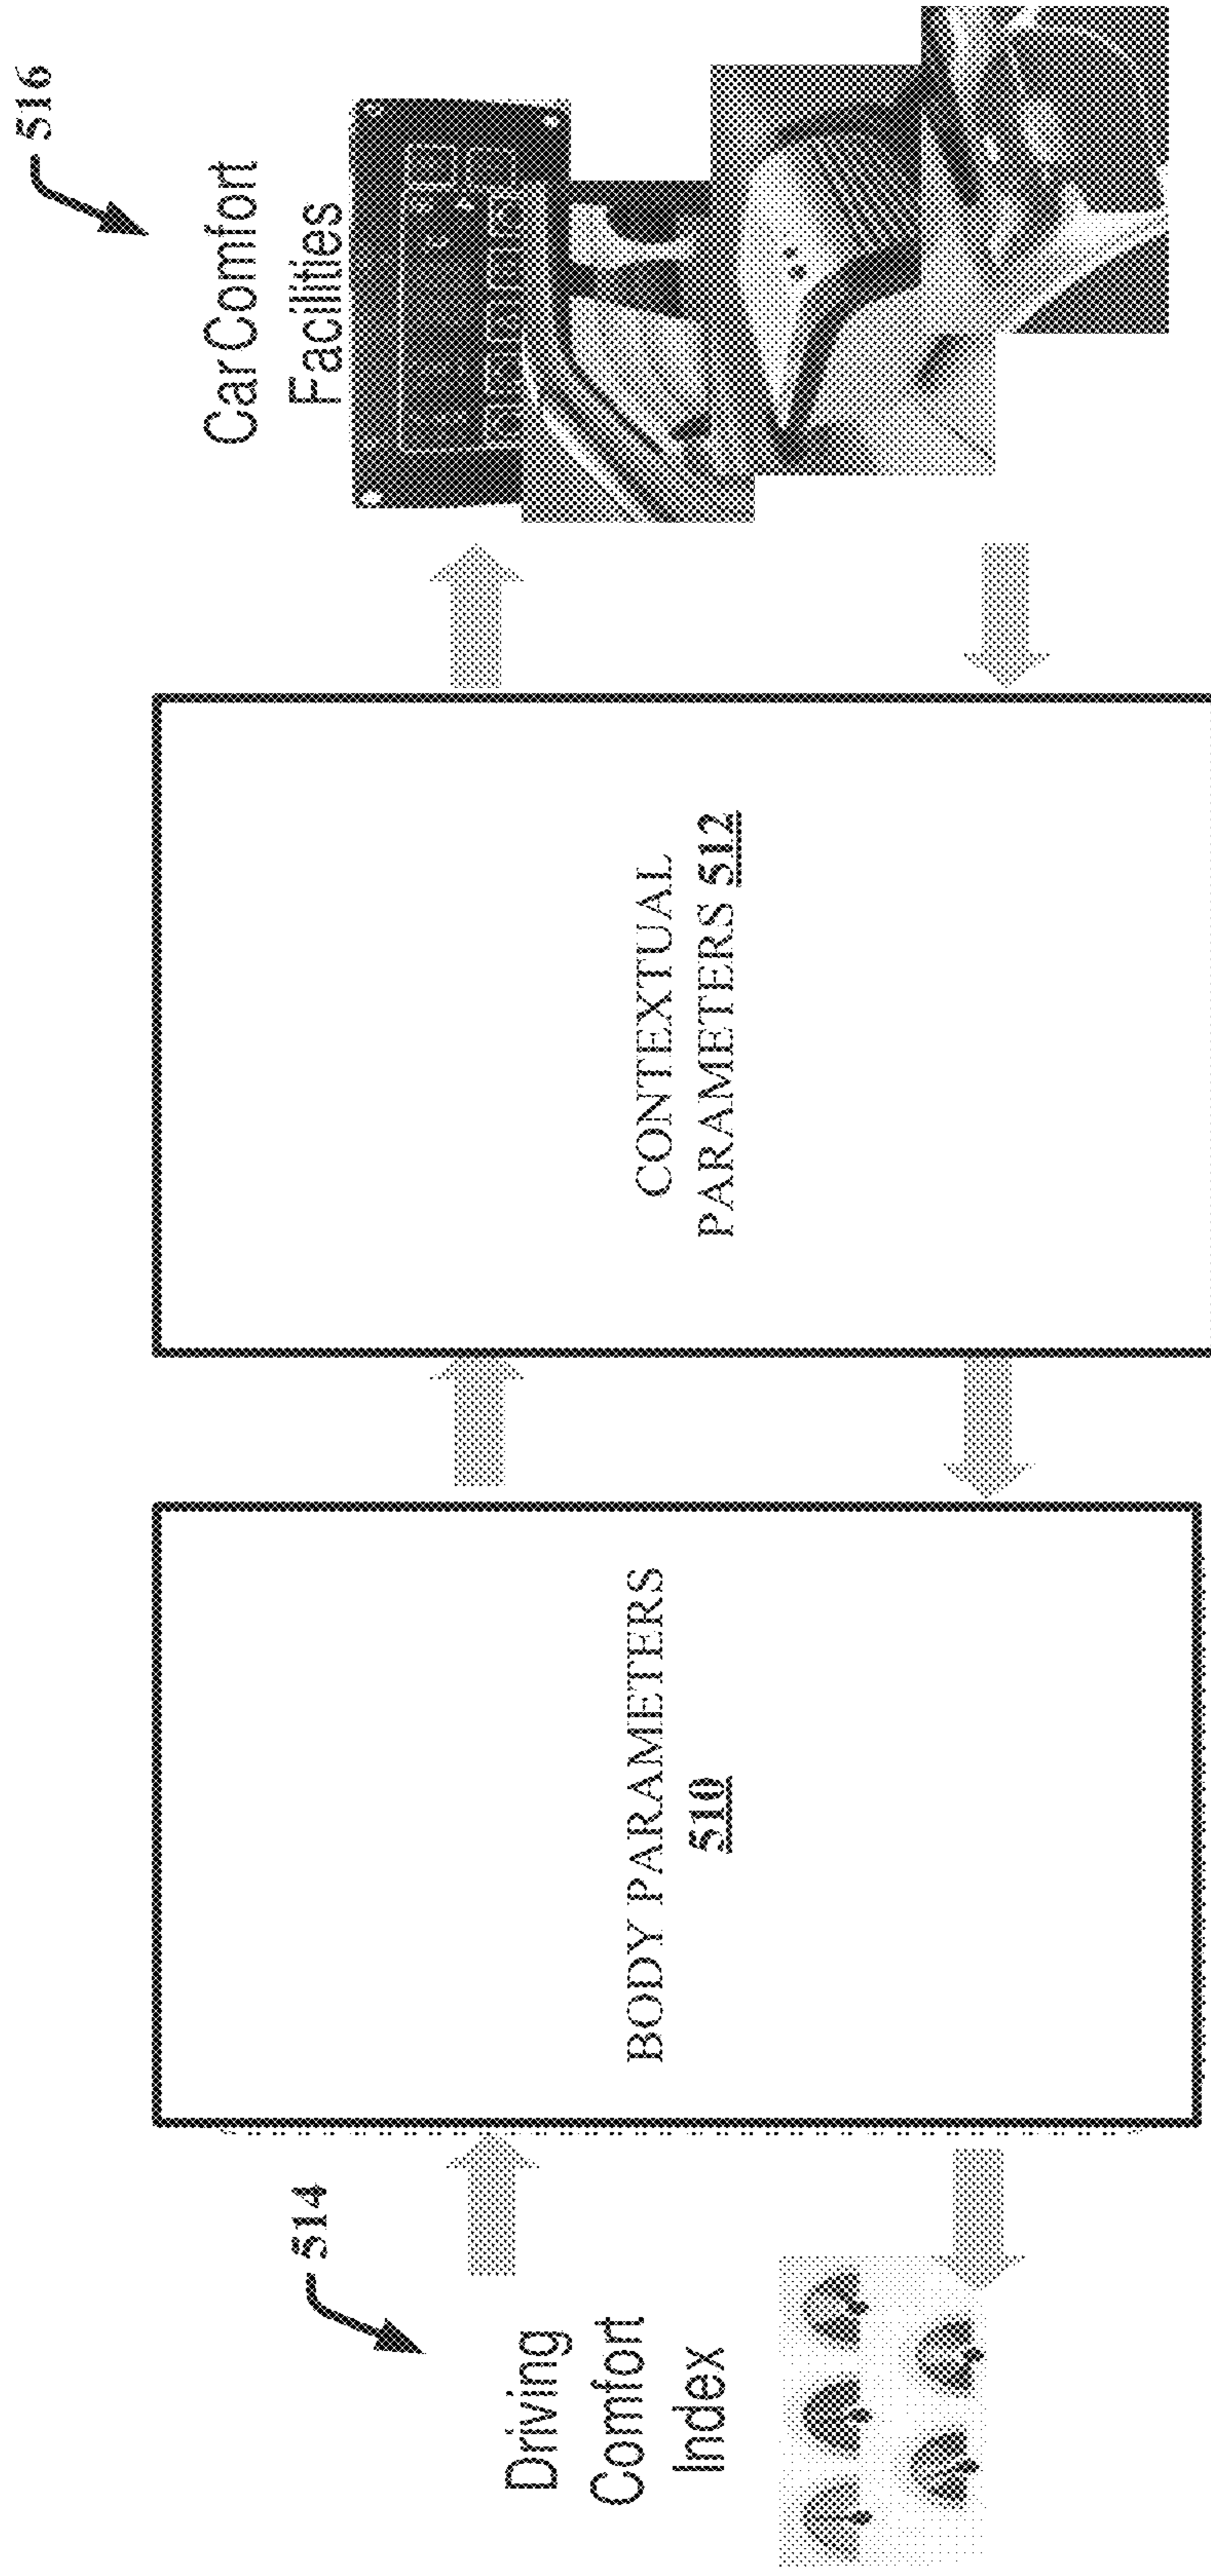 514
Driving
Comfort
Index
BODY PARAMETERS
510
CONTEXTUAL
PARAMETERS 512
516
Car Comfort
Facilities